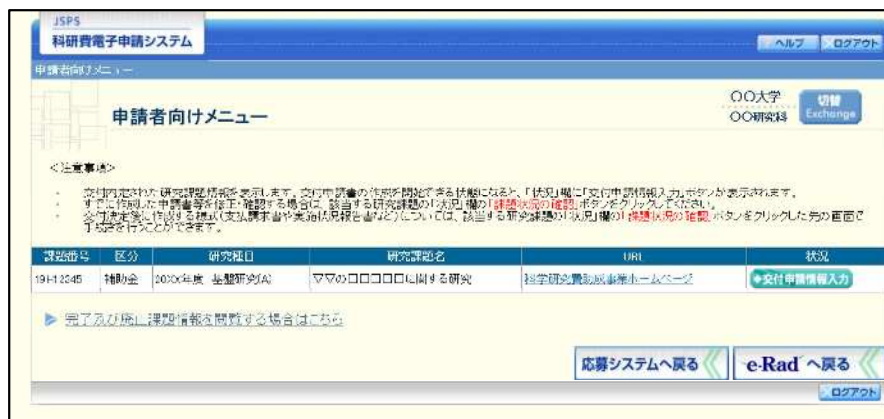 JSPS
科研費電子申請システム
ヘルプ ログアウト
申請者向けメニュー
申請者向けメニュー
〇〇大学
〇〇研究科
切替
Exchange
<注意事項>
・ 交付内定された研究課題情報を表示します。交付申請書の作成を開始できる状態になると、「状況」欄に「交付申請情報入力」ボタンが表示されます。
・ すでに作成した申請書等を修正・確認する場合は、該当する研究課題の「状況」欄の「課題状況の確認」ボタンをクリックしてください。
・ 交付決定後に作成する様式(支払請求書や実施状況報告書など)については、該当する研究課題の「状況」欄の「課題状況の確認」ボタンをクリックした先の画面で
手続きを行うことができます。
課題番号 区分 研究種目 研究課題名 URL 状況
19H12345 補助金 20XX年度 基盤研究(A) ▽▽の□□□□□に関する研究 科学研究費助成事業ホームページ 交付申請情報入力
完了及び廃止課題情報を閲覧する場合はこちら
応募システムへ戻る e-Rad へ戻る
ログアウト